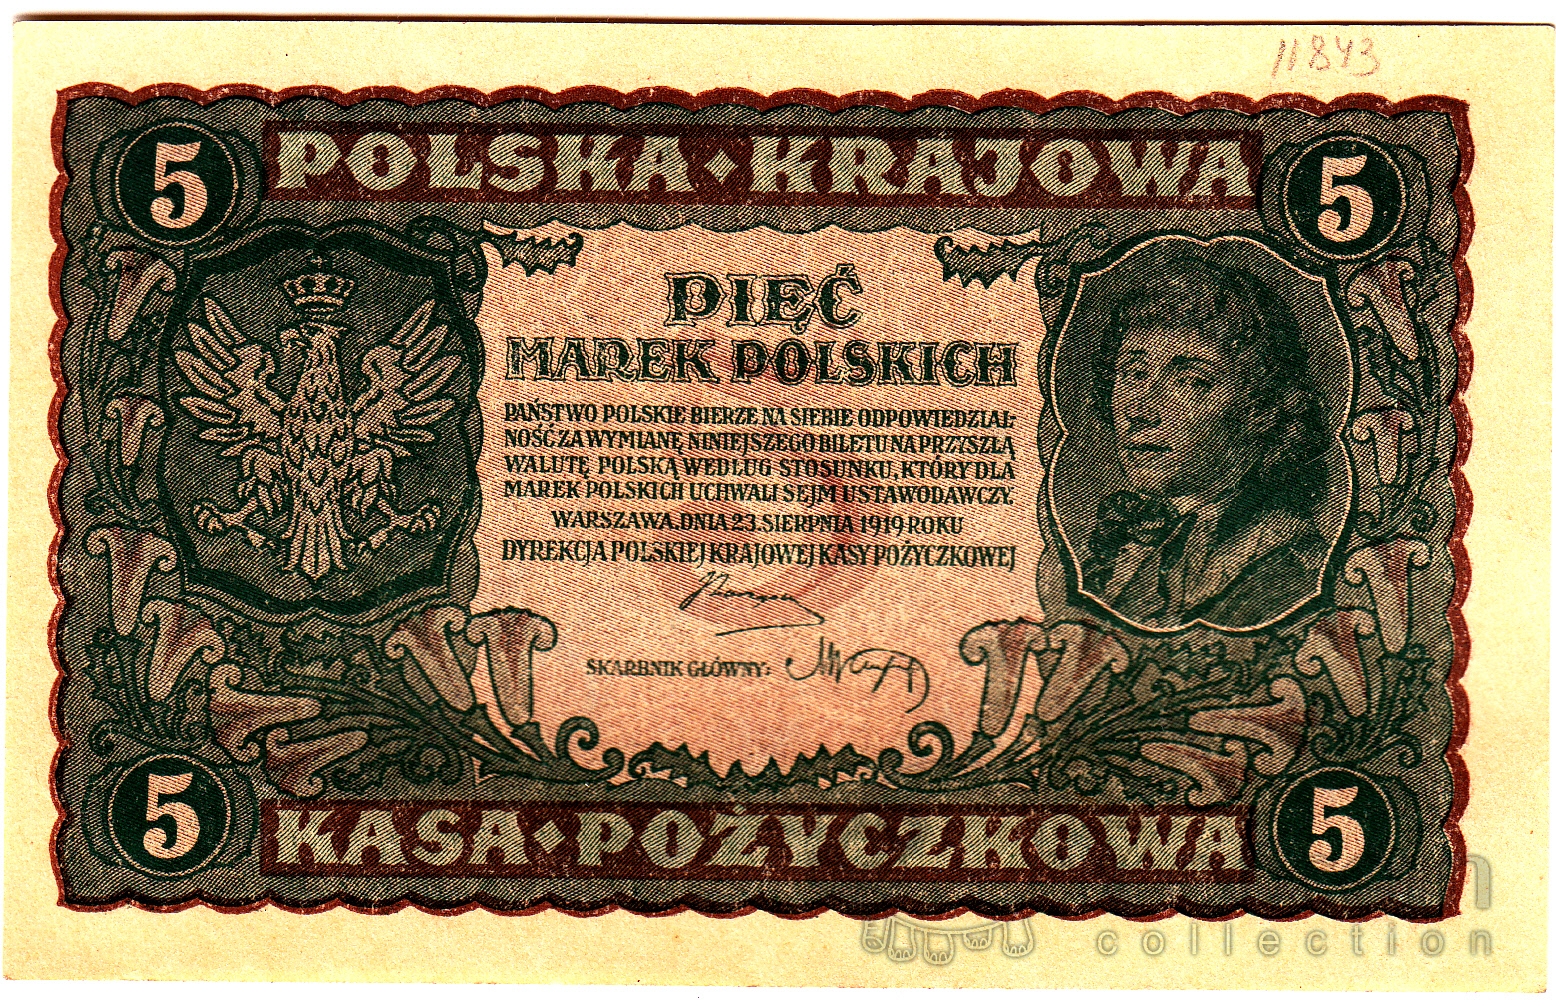 11843
5 POLSKA · KRAJOWA 5
PIĘĆ
MAREK POLSKICH
PAŃSTWO POLSKIE BIERZE NA SIEBIE ODPOWIEDZIAL-
NOŚĆ ZA WYMIANĘ NINIEJSZEGO BILETU NA PRZYSZŁĄ
WALUTĘ POLSKĄ WEDŁUG STOSUNKU, KTÓRY DLA
MAREK POLSKICH UCHWALI SEJM USTAWODAWCZY.
WARSZAWA, DNIA 23. SIERPNIA 1919 ROKU
DYREKCJA POLSKIEJ KRAJOWEJ KASY POŻYCZKOWEJ
SKARBNIK GŁÓWNY:
5 KASA · POŻYCZKOWA 5
collection